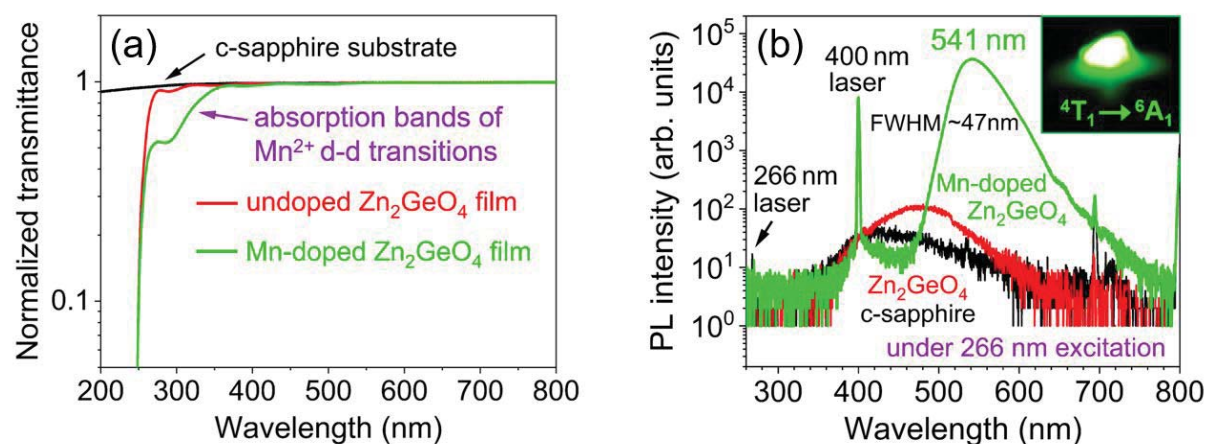 (a)
c-sapphire substrate
absorption bands of
Mn²⁺ d-d transitions
undoped Zn₂GeO₄ film
Mn-doped Zn₂GeO₄ film
Normalized transmittance
1
0.1
200 300 400 500 600 700 800
Wavelength (nm)
(b)
541 nm
400 nm
laser
FWHM ~47nm
⁴T₁→⁶A₁
266 nm
laser
Mn-doped
Zn₂GeO₄
Zn₂GeO₄
c-sapphire
under 266 nm excitation
PL intensity (arb. units)
10⁵
10⁴
10³
10²
10¹
10⁰
300 400 500 600 700 800
Wavelength (nm)